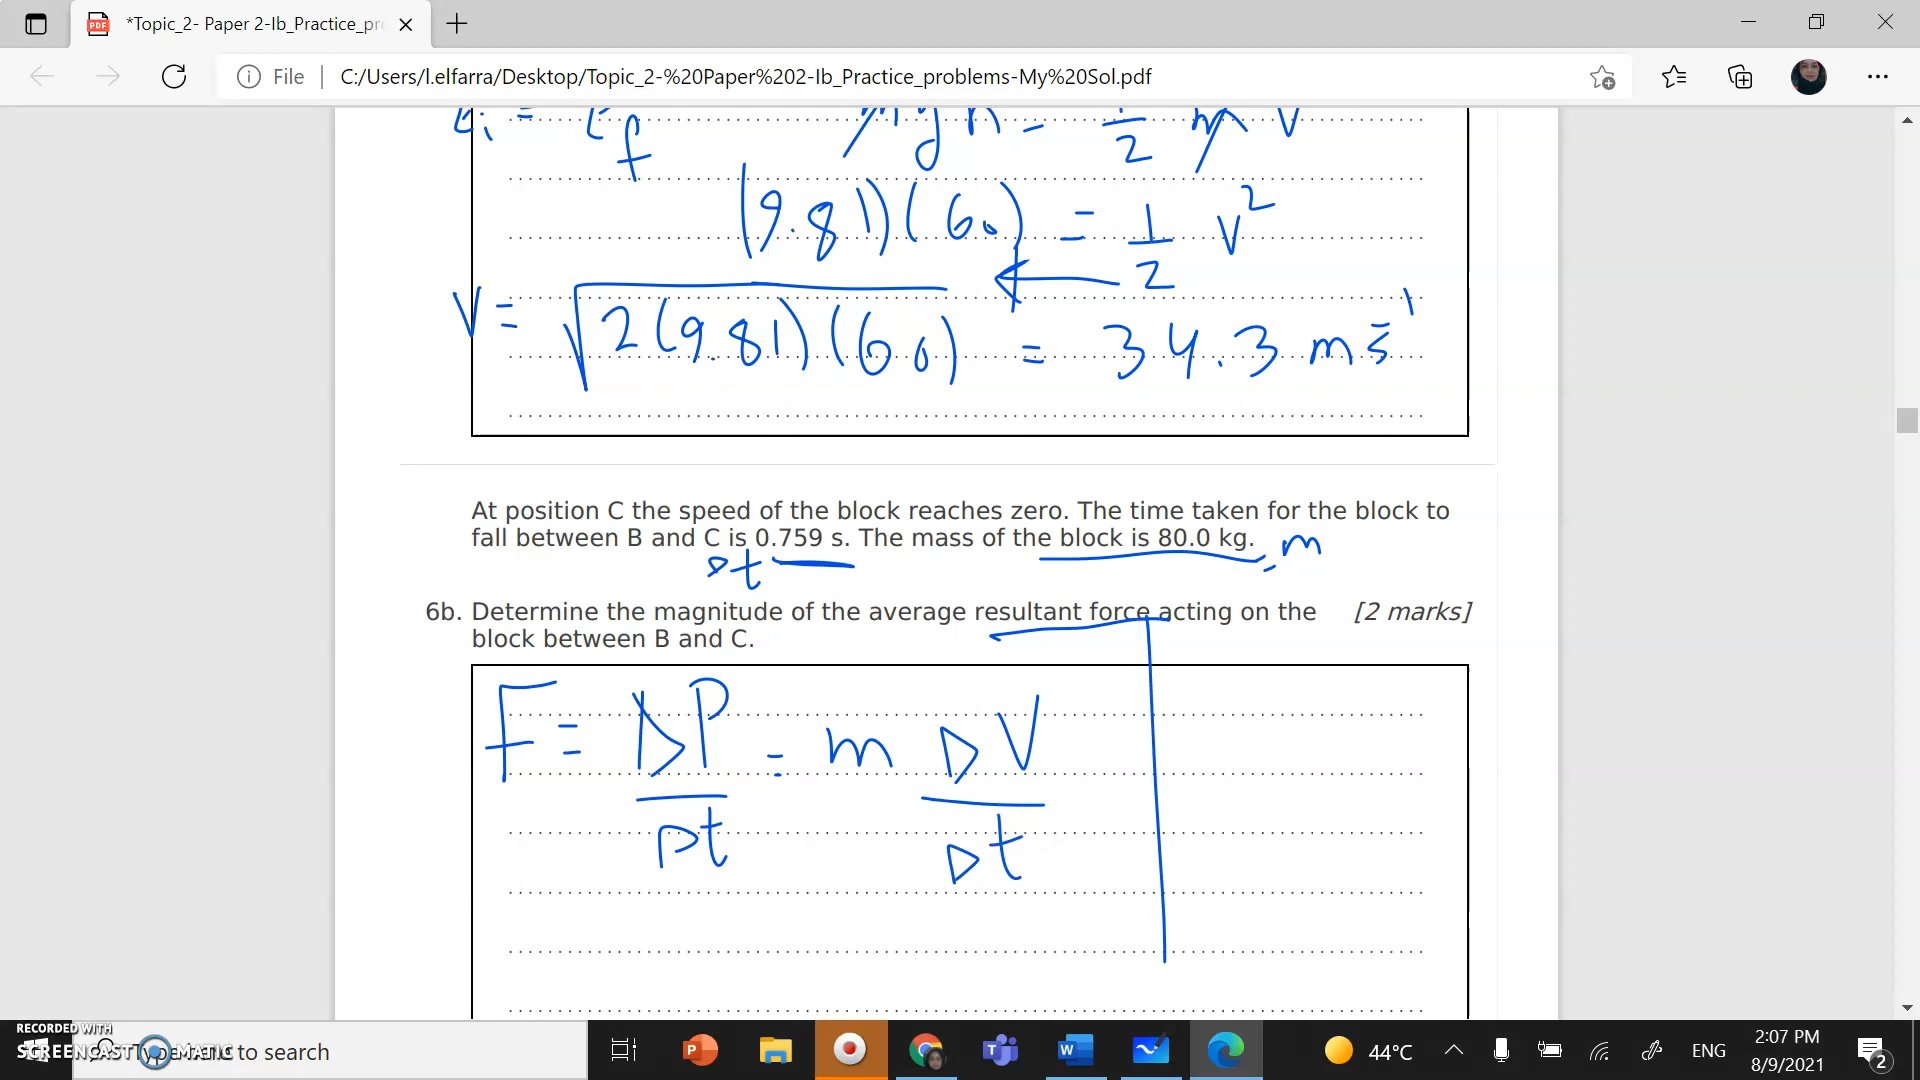 *Topic_2- Paper 2-Ib_Practice_pr
File C:/Users/l.elfarra/Desktop/Topic_2-%20Paper%202-Ib_Practice_problems-My%20Sol.pdf
(9.81)(60) = 1/2 v²
v = √2(9.81)(60) = 34.3 ms⁻¹
At position C the speed of the block reaches zero. The time taken for the block to
fall between B and C is 0.759 s. The mass of the block is 80.0 kg.
Δt = m
6b. Determine the magnitude of the average resultant force acting on the [2 marks]
block between B and C.
F = ΔP/Δt = m ΔV/Δt
RECORDED WITH
SCREENCAST MATIC
to search
44°C
ENG
2:07 PM
8/9/2021
2